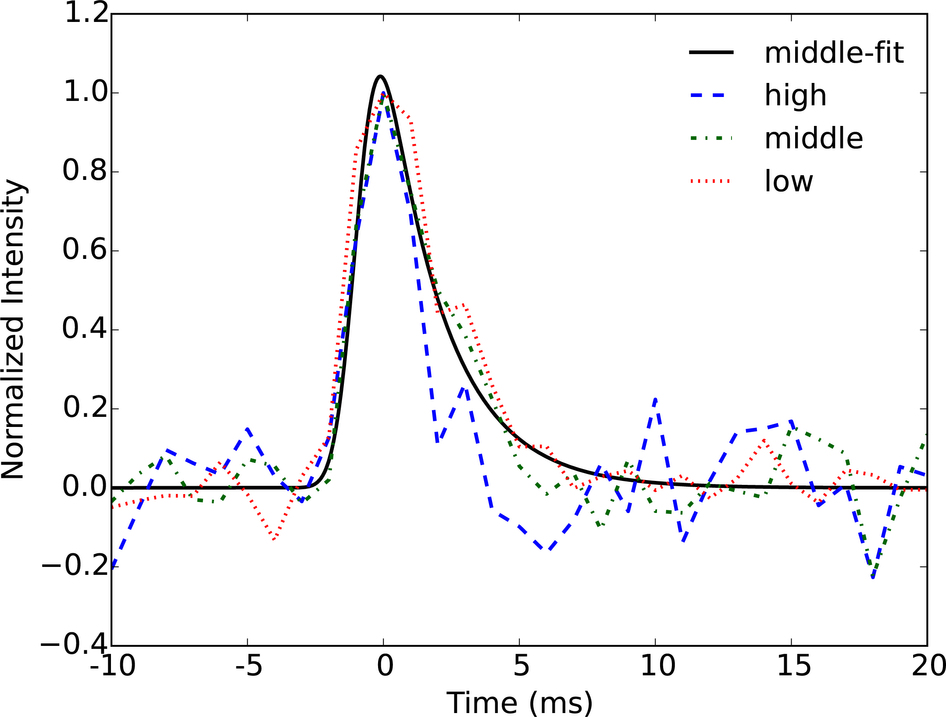 1.2
1.0
0.8
0.6
0.4
0.2
0.0
−0.2
−0.4
Normalized Intensity
middle-fit
high
middle
low
-10 -5 0 5 10 15 20
Time (ms)